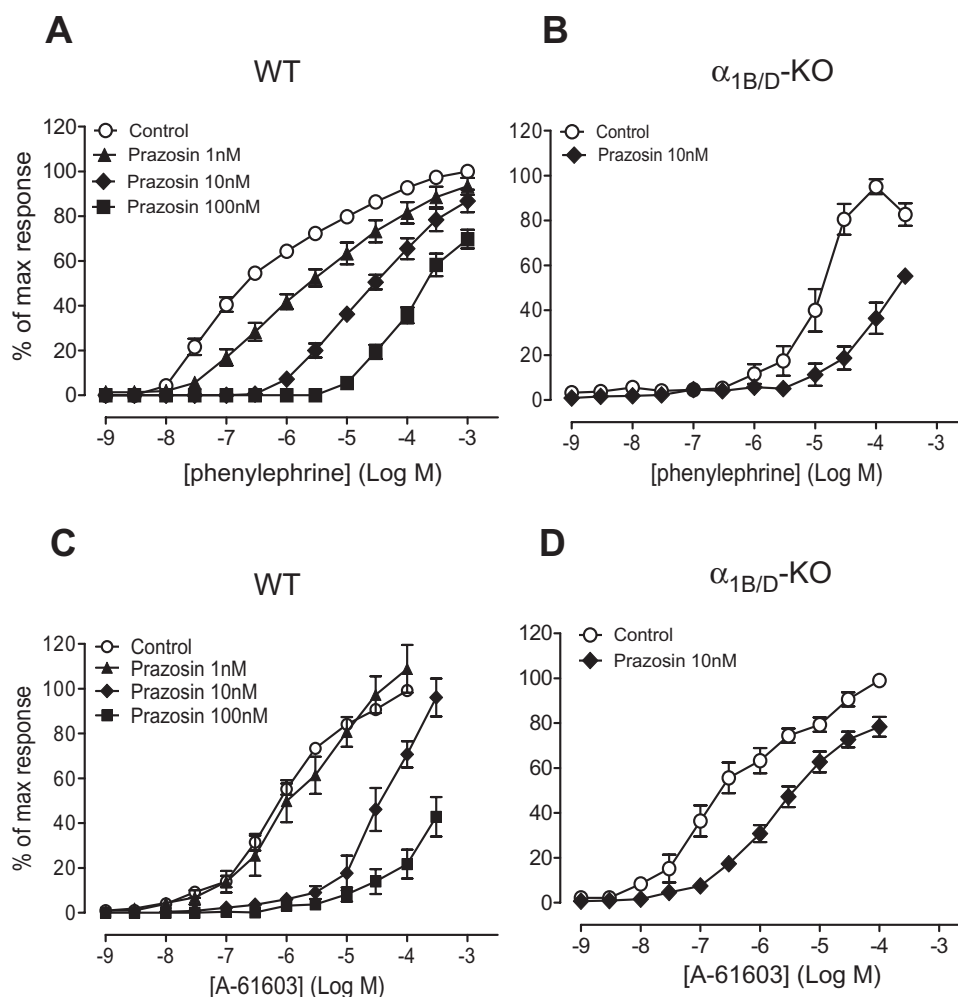 A
WT
% of max response
120
100
80
60
40
20
0
Control
Prazosin 1nM
Prazosin 10nM
Prazosin 100nM
-9 -8 -7 -6 -5 -4 -3
[phenylephrine] (Log M)
B
α1B/D-KO
120
100
80
60
40
20
0
Control
Prazosin 10nM
-9 -8 -7 -6 -5 -4 -3
[phenylephrine] (Log M)
C
WT
% of max response
120
100
80
60
40
20
0
Control
Prazosin 1nM
Prazosin 10nM
Prazosin 100nM
-9 -8 -7 -6 -5 -4 -3
[A-61603] (Log M)
D
α1B/D-KO
120
100
80
60
40
20
0
Control
Prazosin 10nM
-9 -8 -7 -6 -5 -4 -3
[A-61603] (Log M)